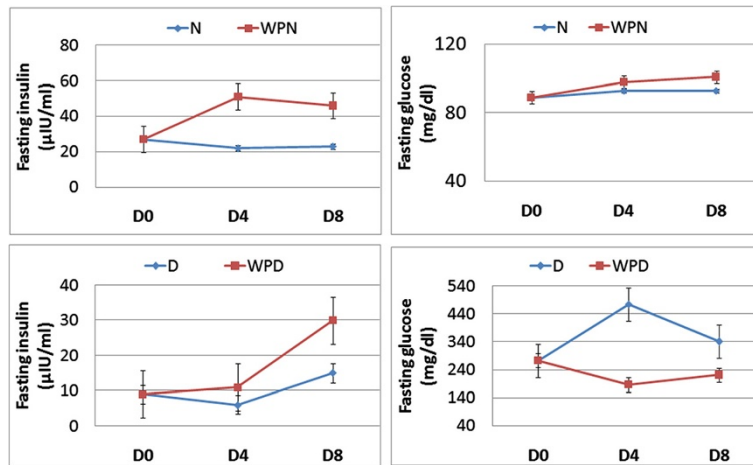 N WPN
Fasting insulin
(µIU/ml)
80
60
40
20
0
D0 D4 D8
N WPN
Fasting glucose
(mg/dl)
120
80
40
D0 D4 D8
D WPD
Fasting insulin
(µIU/ml)
40
30
20
10
0
D0 D4 D8
D WPD
Fasting glucose
(mg/dl)
540
440
340
240
140
40
D0 D4 D8